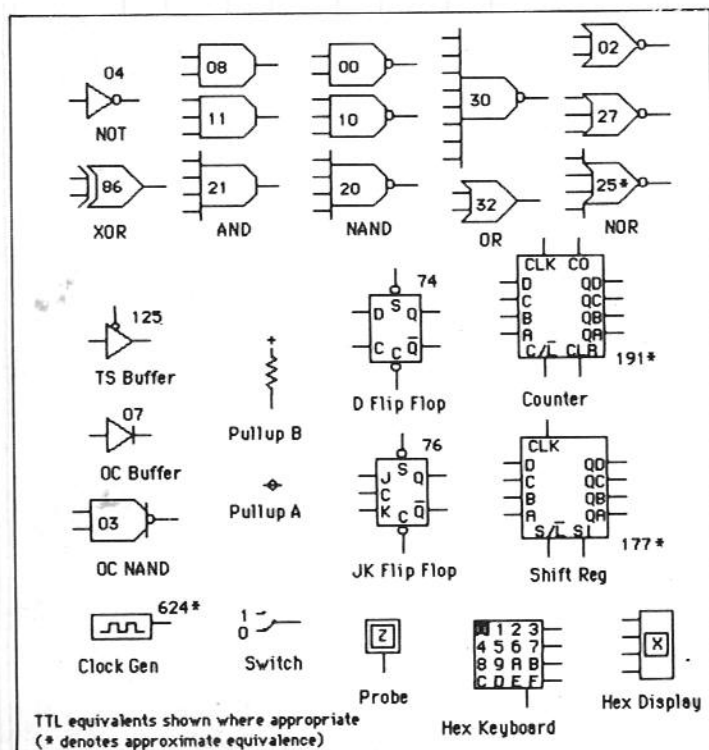 04
08
00
30
02
NOT
11
10
27
86
21
20
32
25*
XOR
AND
NAND
OR
NOR
125
TS Buffer
+
Pullup B
74
D S Q
C C Q̅
D Flip Flop
CLK CO
D QD
C QC
B QB
A QA
C/L̅ CLR
191*
Counter
07
OC Buffer
Pullup A
76
J S Q
C
K C Q̅
JK Flip Flop
CLK
D QD
C QC
B QB
A QA
S/L̅ SI
177*
Shift Reg
03
OC NAND
624*
Clock Gen
1
0
Switch
Z
Probe
0 1 2 3
4 5 6 7
8 9 A B
C D E F
Hex Keyboard
X
Hex Display
TTL equivalents shown where appropriate
(* denotes approximate equivalence)